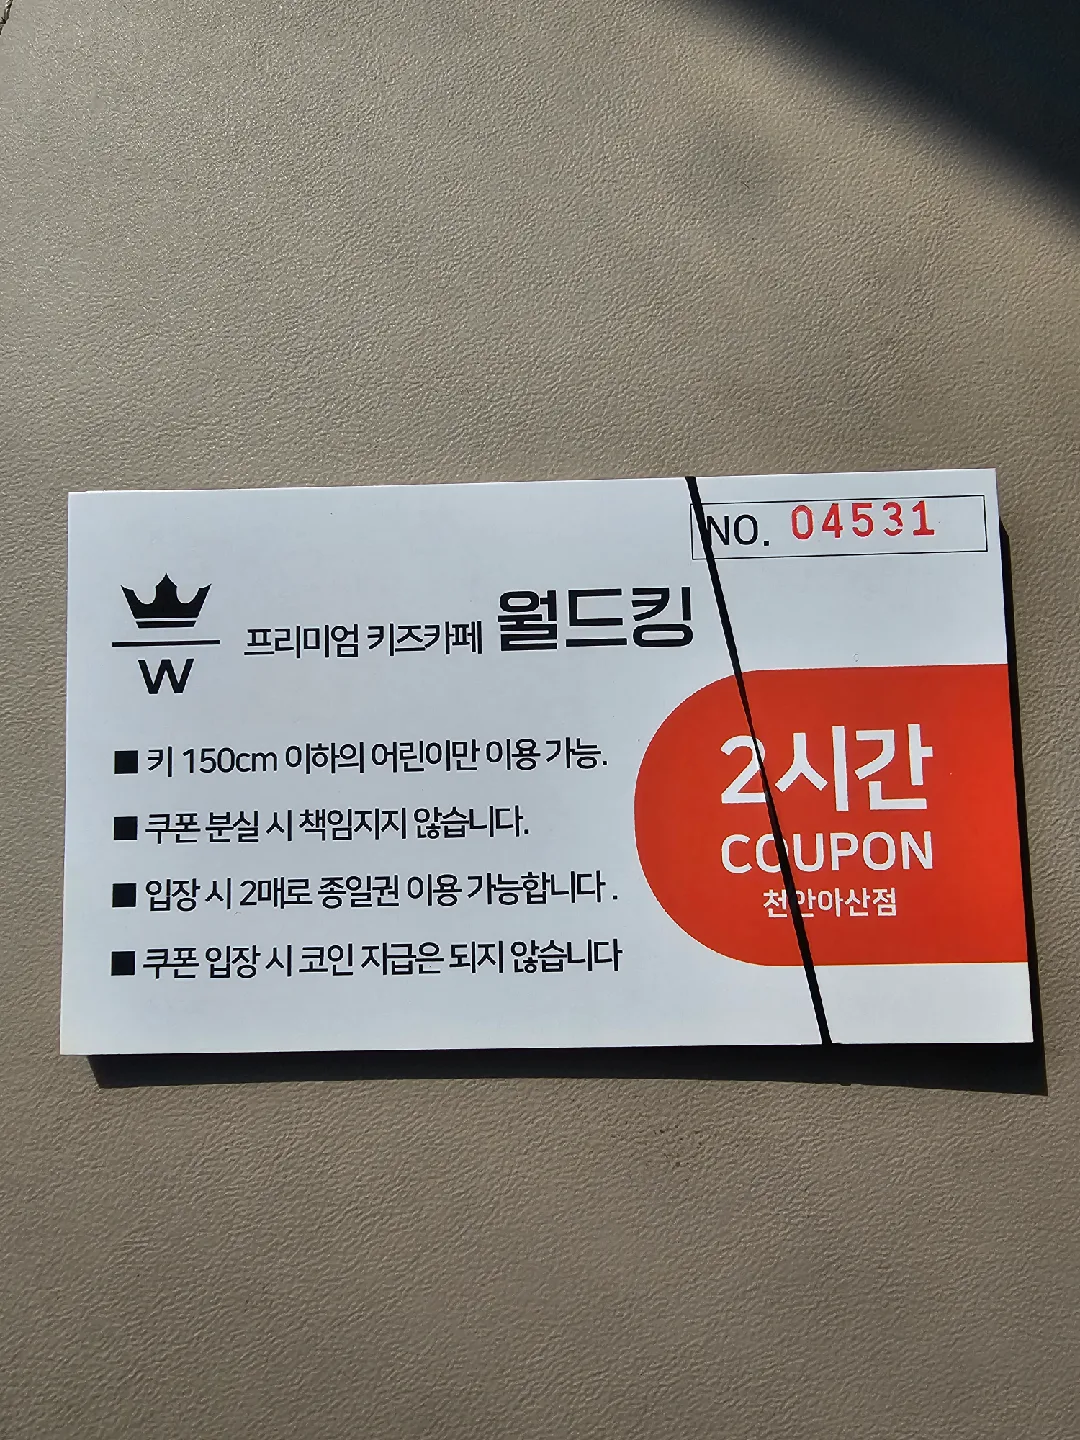 NO. 04531
W
프리미엄 키즈카페 월드킹
■ 키 150cm 이하의 어린이만 이용 가능.
■ 쿠폰 분실 시 책임지지 않습니다.
■ 입장 시 2매로 종일권 이용 가능합니다 .
■ 쿠폰 입장 시 코인 지급은 되지 않습니다
2시간
COUPON
천안아산점